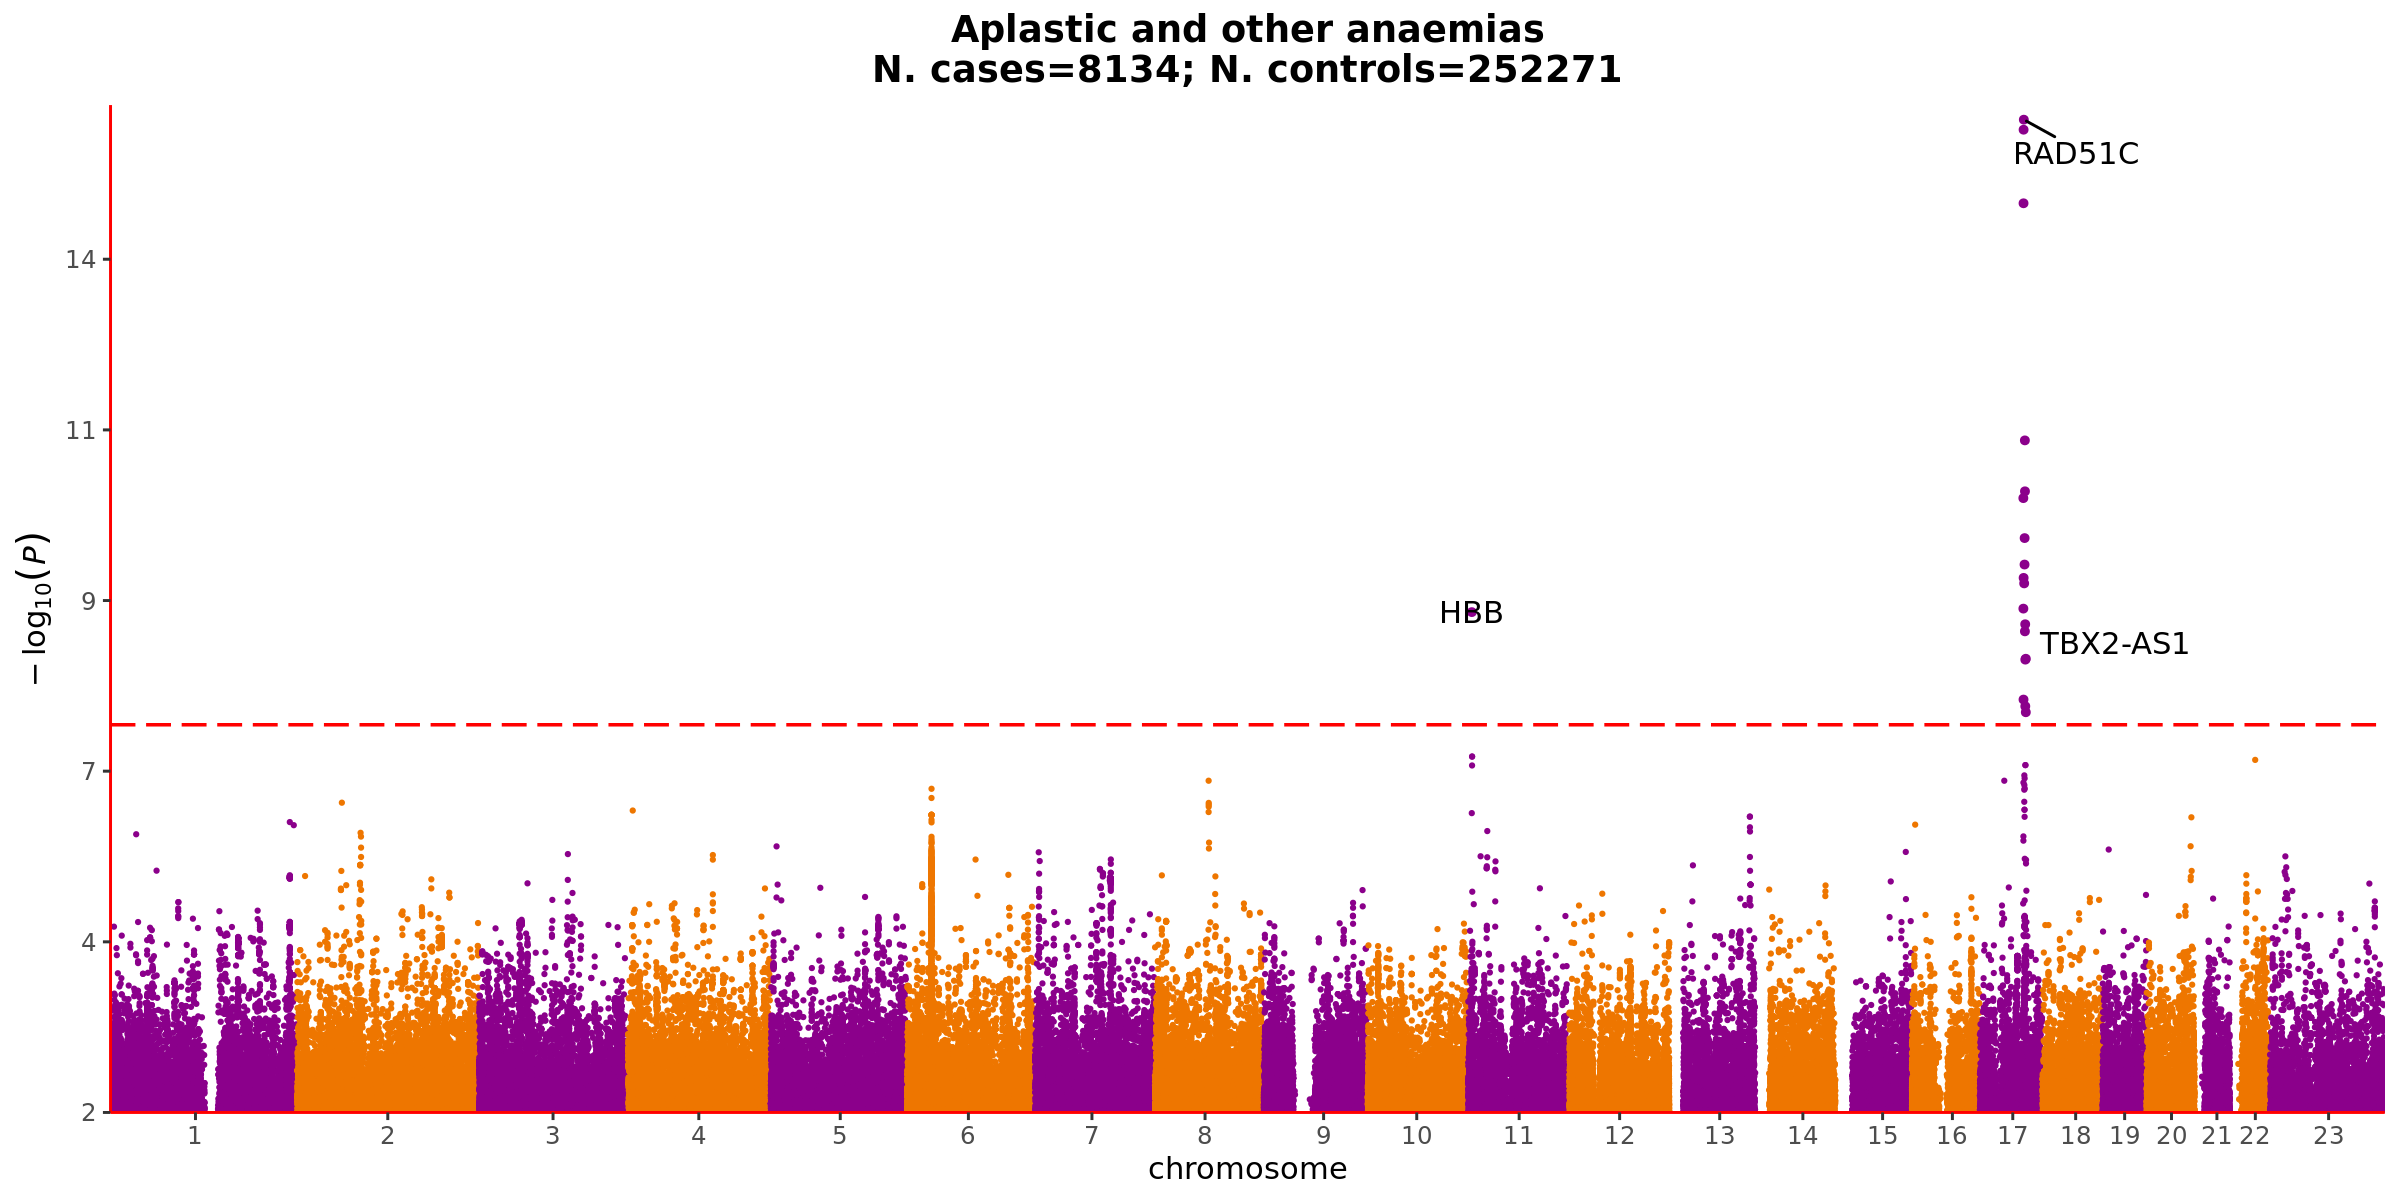 Aplastic and other anaemias
N. cases=8134; N. controls=252271
RAD51C
14
11
− log10(P)
9
HBB
TBX2-AS1
7
4
2
1 2 3 4 5 6 7 8 9 10 11 12 13 14 15 16 17 18 19 20 21 22 23
chromosome